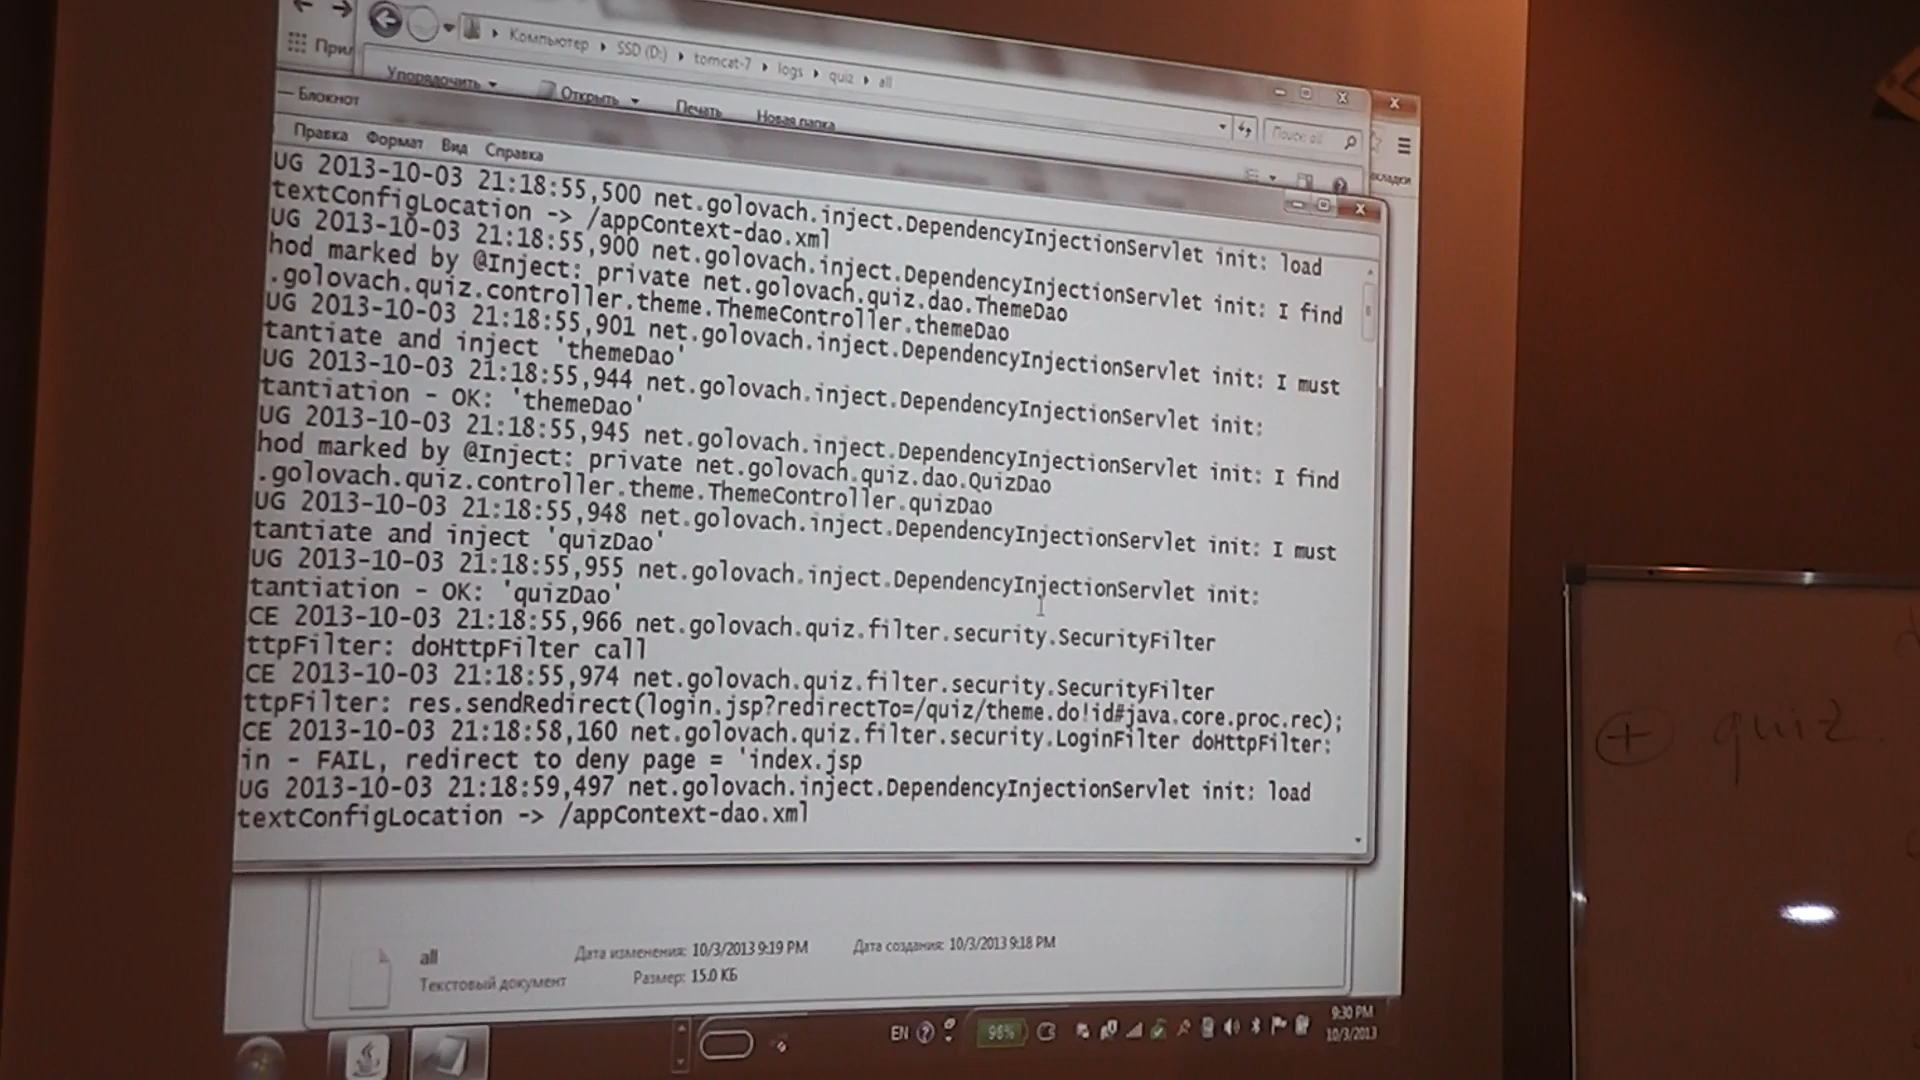 Компьютер ▸ SSD (D:) ▸ tomcat-7 ▸ logs ▸ quiz ▸ all
Поиск: all
Упорядочить Открыть Печать Новая папка
— Блокнот
Правка Формат Вид Справка
UG 2013-10-03 21:18:55,500 net.golovach.inject.DependencyInjectionServlet init: load
textConfigLocation -> /appContext-dao.xml
UG 2013-10-03 21:18:55,900 net.golovach.inject.DependencyInjectionServlet init: I find
hod marked by @Inject: private net.golovach.quiz.dao.ThemeDao
.golovach.quiz.controller.theme.ThemeController.themeDao
UG 2013-10-03 21:18:55,901 net.golovach.inject.DependencyInjectionServlet init: I must
tantiate and inject 'themeDao'
UG 2013-10-03 21:18:55,944 net.golovach.inject.DependencyInjectionServlet init:
tantiation - OK: 'themeDao'
UG 2013-10-03 21:18:55,945 net.golovach.inject.DependencyInjectionServlet init: I find
hod marked by @Inject: private net.golovach.quiz.dao.QuizDao
.golovach.quiz.controller.theme.ThemeController.quizDao
UG 2013-10-03 21:18:55,948 net.golovach.inject.DependencyInjectionServlet init: I must
tantiate and inject 'quizDao'
UG 2013-10-03 21:18:55,955 net.golovach.inject.DependencyInjectionServlet init:
tantiation - OK: 'quizDao'
CE 2013-10-03 21:18:55,966 net.golovach.quiz.filter.security.SecurityFilter
ttpFilter: doHttpFilter call
CE 2013-10-03 21:18:55,974 net.golovach.quiz.filter.security.SecurityFilter
ttpFilter: res.sendRedirect(login.jsp?redirectTo=/quiz/theme.do!id#java.core.proc.rec);
CE 2013-10-03 21:18:58,160 net.golovach.quiz.filter.security.LoginFilter doHttpFilter:
in - FAIL, redirect to deny page = 'index.jsp
UG 2013-10-03 21:18:59,497 net.golovach.inject.DependencyInjectionServlet init: load
textConfigLocation -> /appContext-dao.xml
all Дата изменения: 10/3/2013 9:19 PM Дата создания: 10/3/2013 9:18 PM
Текстовый документ Размер: 15.0 КБ
EN 96% 9:30 PM
10/3/2013
+ quiz.